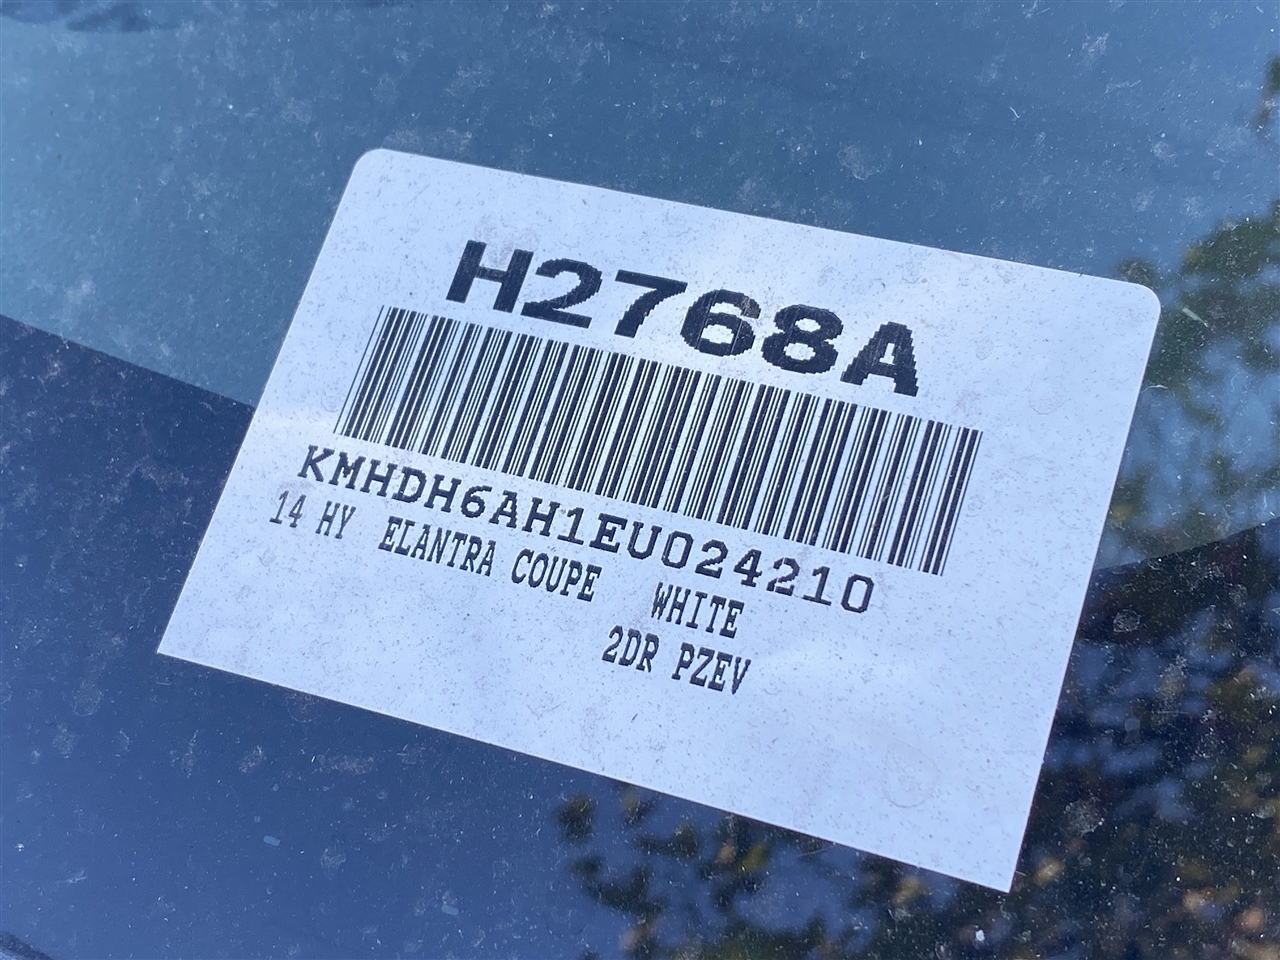 H2768A
KMHDH6AH1EU024210
14 HY ELANTRA COUPE WHITE
2DR PZEV